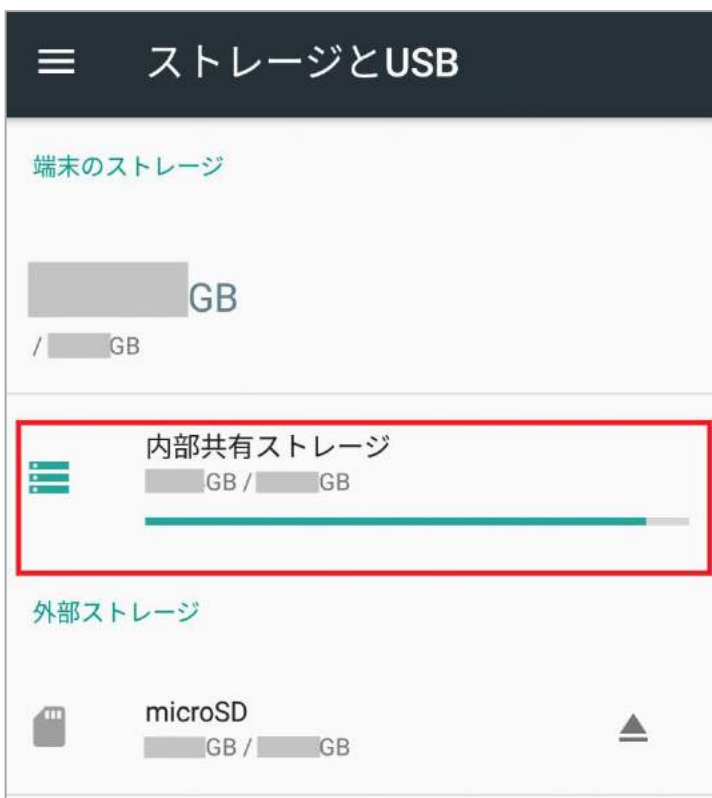 ストレージとUSB
端末のストレージ
GB
/ GB
内部共有ストレージ
GB / GB
外部ストレージ
microSD
GB / GB